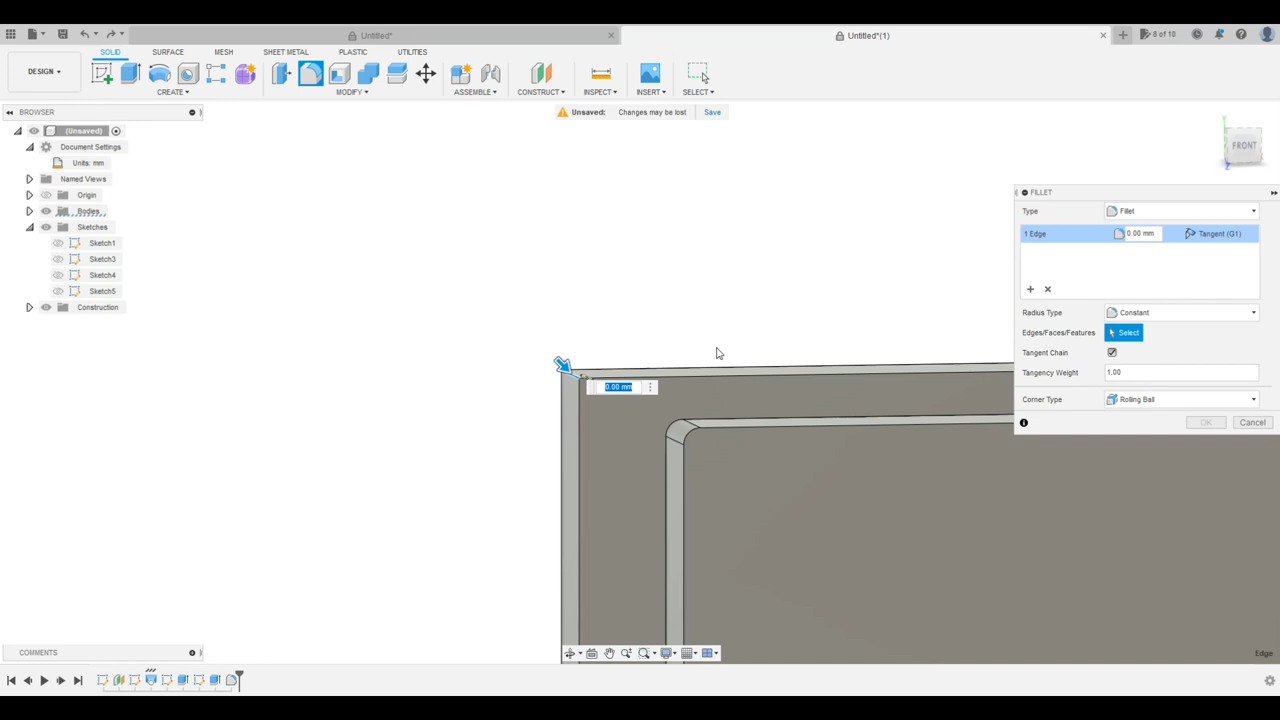 Untitled*
Untitled*(1)
8 of 10
SOLID SURFACE MESH SHEET METAL PLASTIC UTILITIES
DESIGN
CREATE MODIFY ASSEMBLE CONSTRUCT INSPECT INSERT SELECT
BROWSER
Unsaved: Changes may be lost Save
(Unsaved)
Document Settings
Units: mm
Named Views
Origin
Bodies
Sketches
Sketch1
Sketch3
Sketch4
Sketch5
Construction
FRONT
Y
Z
FILLET
Type Fillet
1 Edge 0.00 mm Tangent (G1)
Radius Type Constant
Edges/Faces/Features Select
Tangent Chain
Tangency Weight 1.00
Corner Type Rolling Ball
OK Cancel
0.00 mm
COMMENTS
Edge